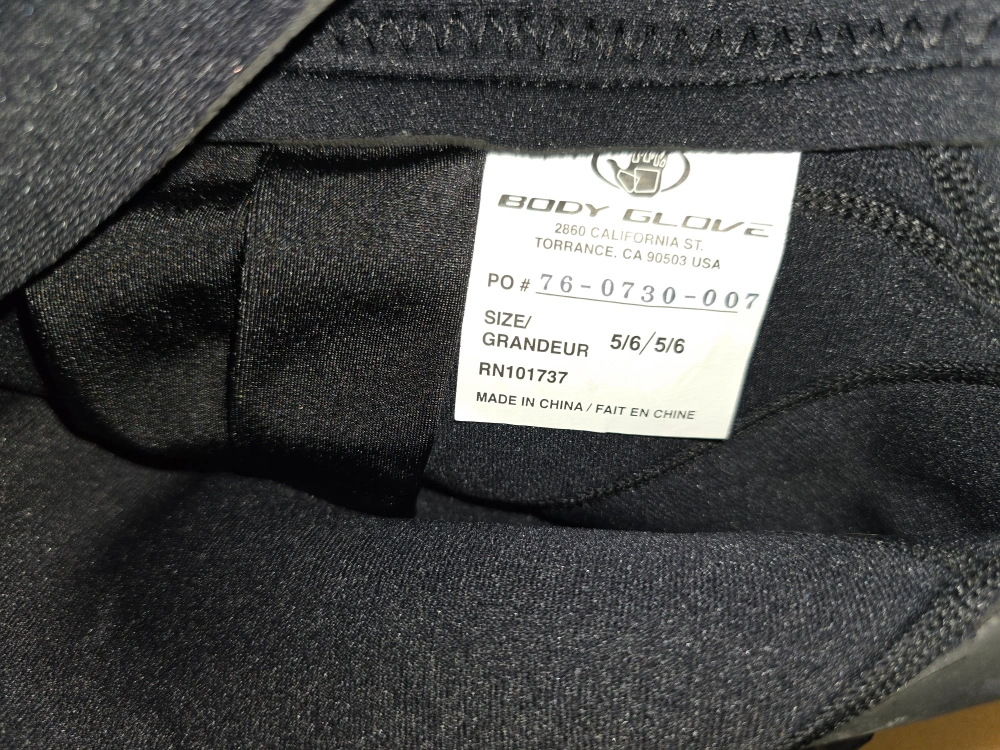 BODY GLOVE
2860 CALIFORNIA ST.
TORRANCE, CA 90503 USA
PO # 76-0730-007
SIZE/
GRANDEUR 5/6/5/6
RN101737
MADE IN CHINA / FAIT EN CHINE